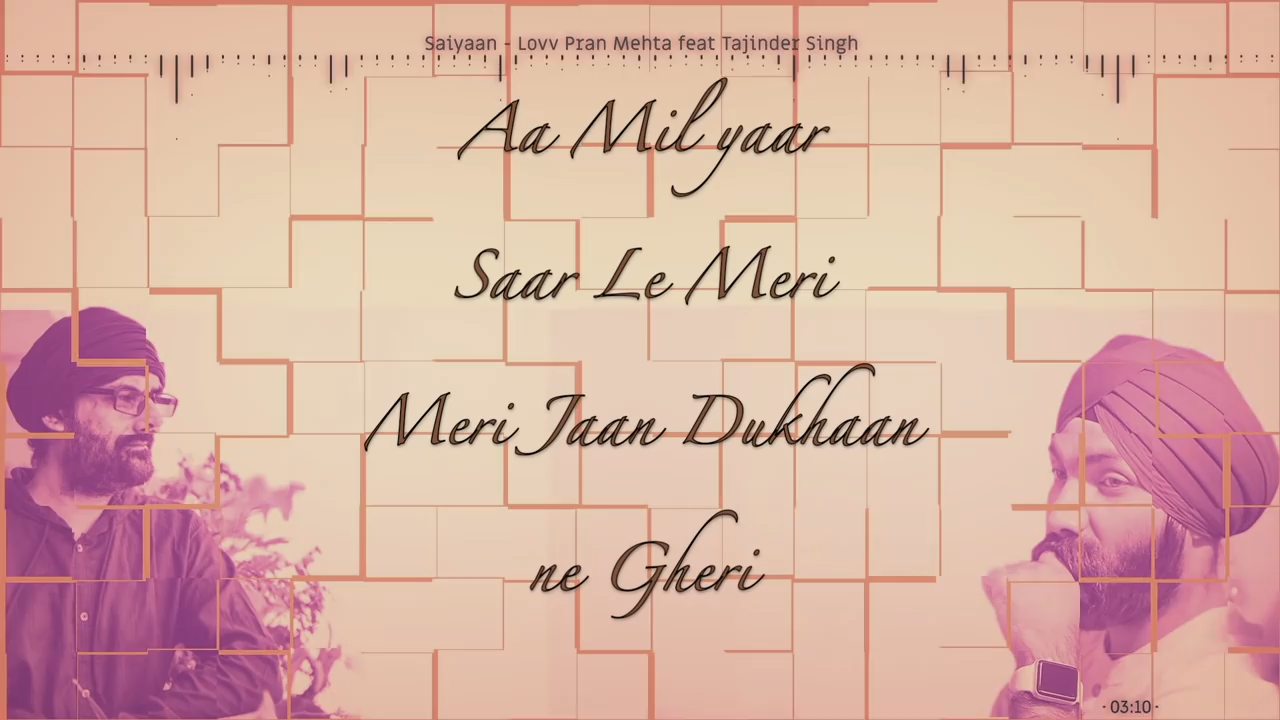 Saiyaan - Lovv Pran Mehta feat Tajinder Singh
Aa Mil yaar
Saar Le Meri
Meri Jaan Dukhaan
ne Gheri
· 03:10 ·